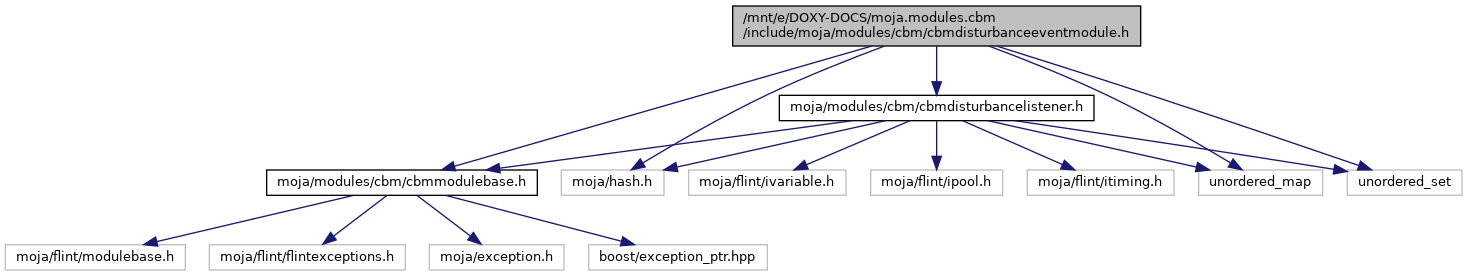 /mnt/e/DOXY-DOCS/moja.modules.cbm
/include/moja/modules/cbm/cbmdisturbanceeventmodule.h
moja/modules/cbm/cbmdisturbancelistener.h
moja/modules/cbm/cbmmodulebase.h
moja/hash.h
moja/flint/ivariable.h
moja/flint/ipool.h
moja/flint/itiming.h
unordered_map
unordered_set
moja/flint/modulebase.h
moja/flint/flintexceptions.h
moja/exception.h
boost/exception_ptr.hpp